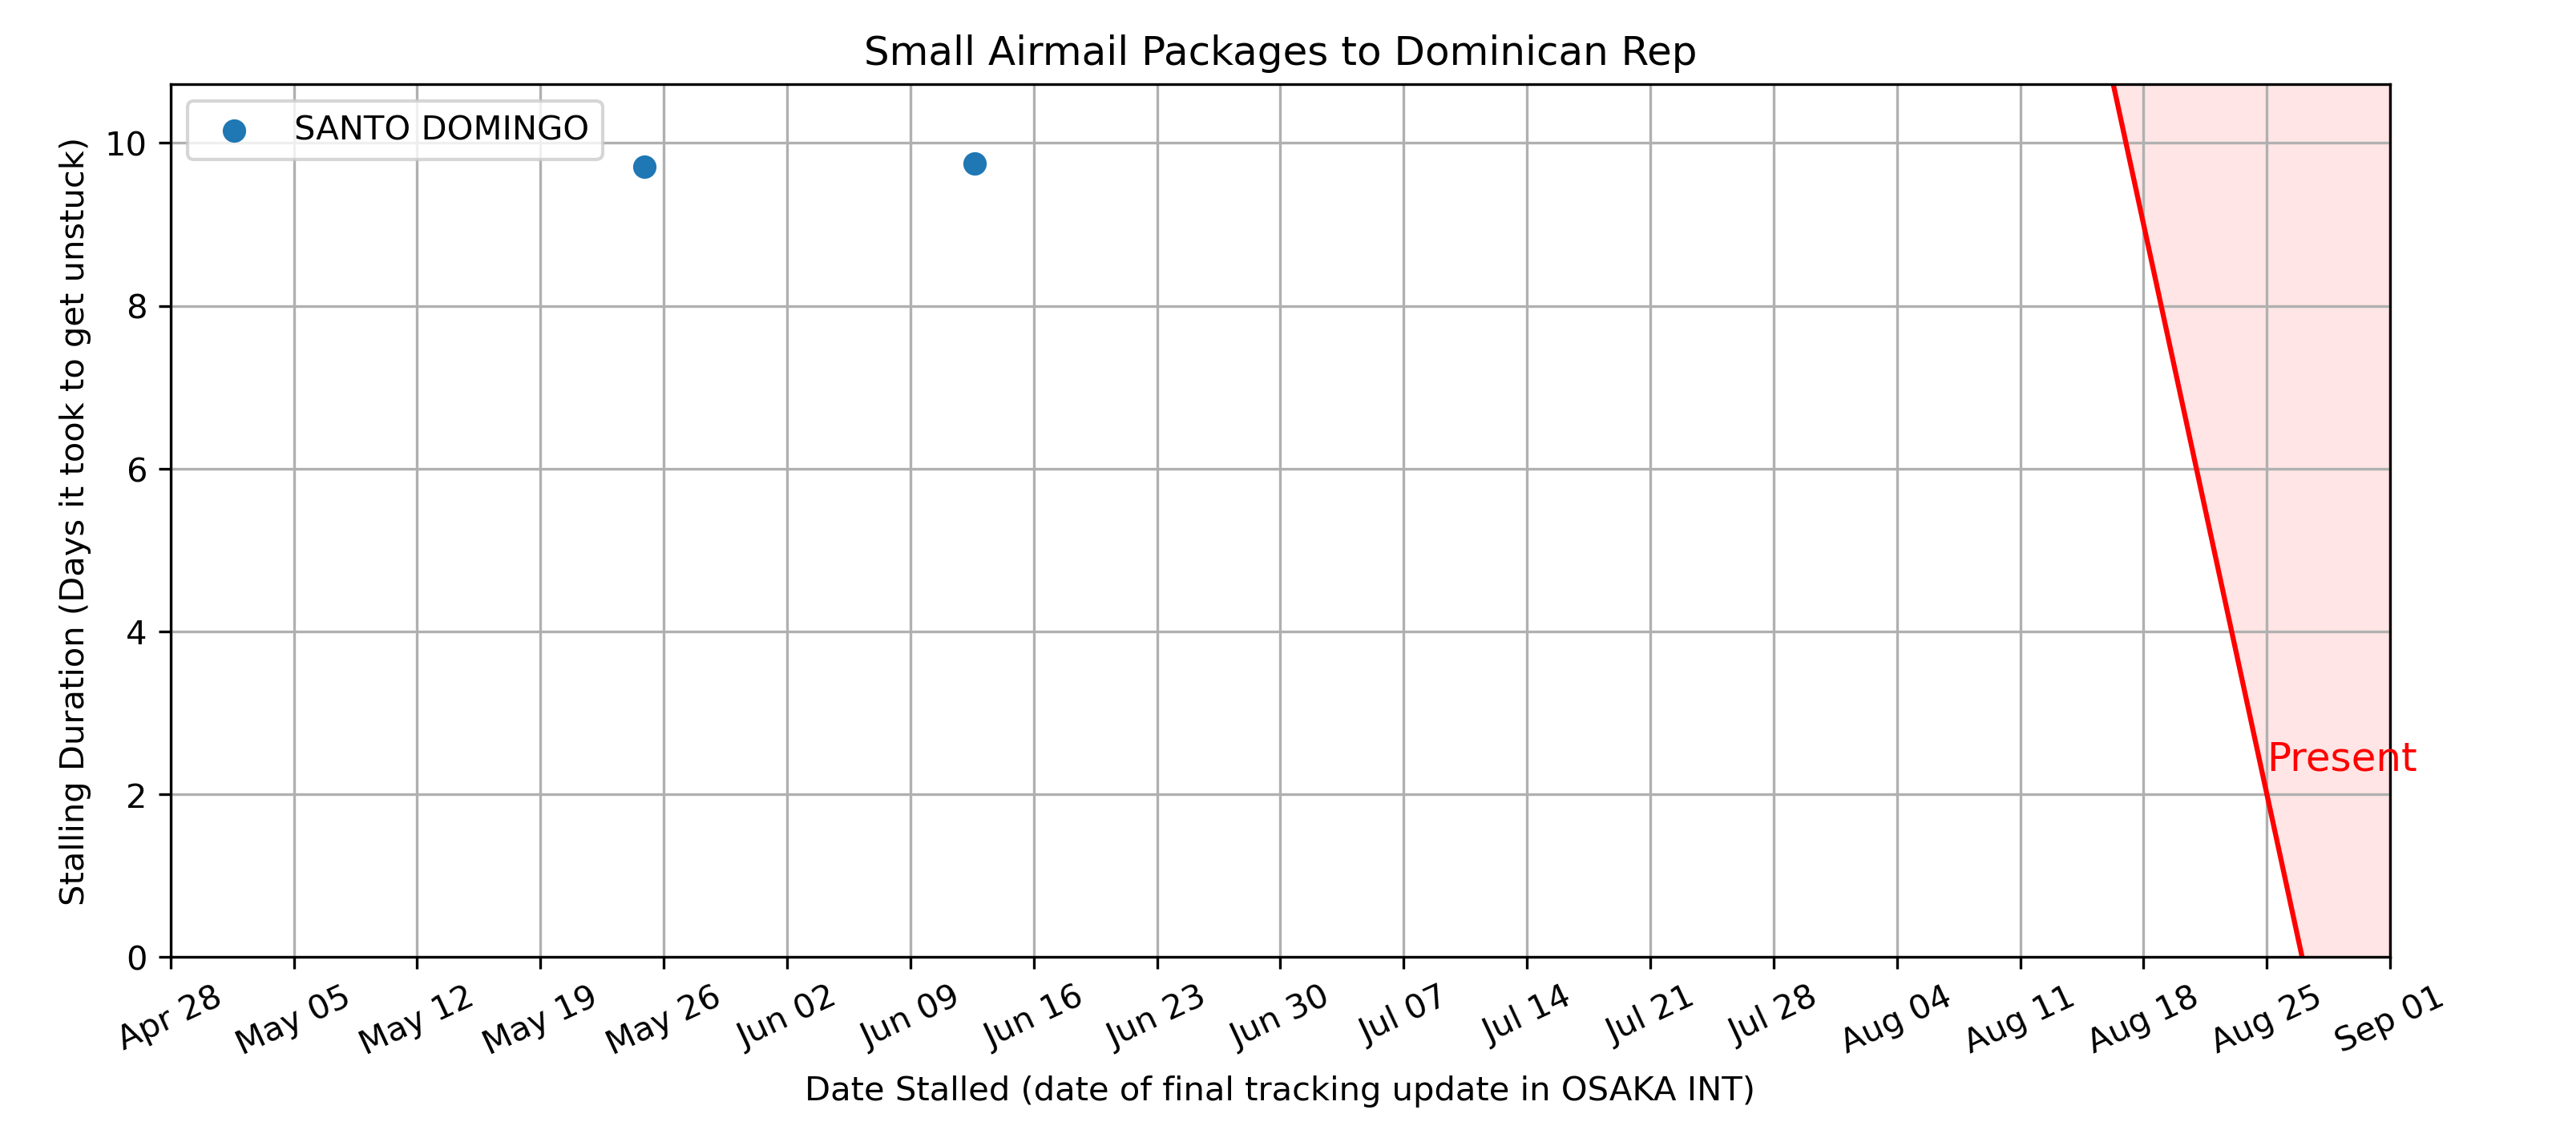 Small Airmail Packages to Dominican Rep
SANTO DOMINGO
Stalling Duration (Days it took to get unstuck)
10
8
6
4
2
0
Present
Apr 28
May 05
May 12
May 19
May 26
Jun 02
Jun 09
Jun 16
Jun 23
Jun 30
Jul 07
Jul 14
Jul 21
Jul 28
Aug 04
Aug 11
Aug 18
Aug 25
Sep 01
Date Stalled (date of final tracking update in OSAKA INT)